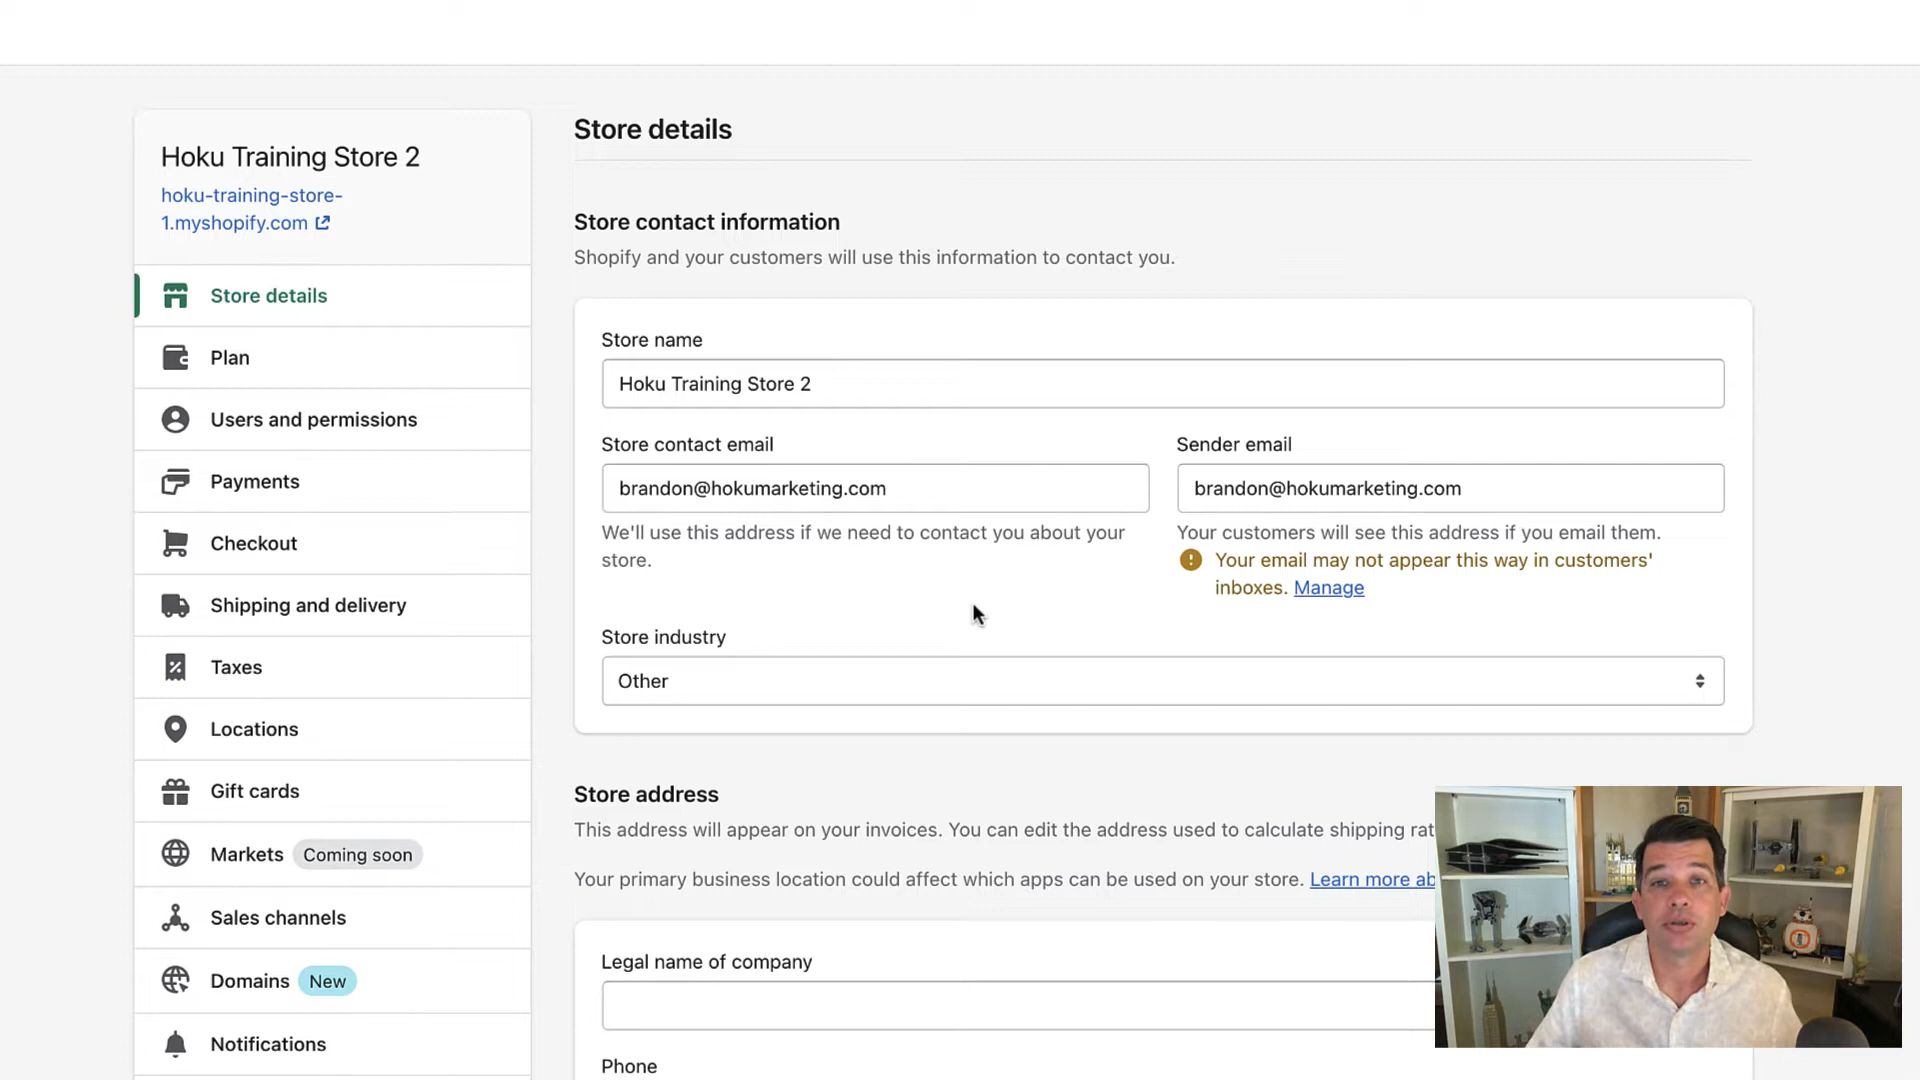 Hoku Training Store 2
hoku-training-store-
1.myshopify.com
Store details
Plan
Users and permissions
Payments
Checkout
Shipping and delivery
Taxes
Locations
Gift cards
Markets Coming soon
Sales channels
Domains New
Notifications
Store details
Store contact information
Shopify and your customers will use this information to contact you.
Store name
Hoku Training Store 2
Store contact email
brandon@hokumarketing.com
We'll use this address if we need to contact you about your
store.
Sender email
brandon@hokumarketing.com
Your customers will see this address if you email them.
Your email may not appear this way in customers'
inboxes. Manage
Store industry
Other
Store address
This address will appear on your invoices. You can edit the address used to calculate shipping rat
Your primary business location could affect which apps can be used on your store. Learn more ab
Legal name of company
Phone